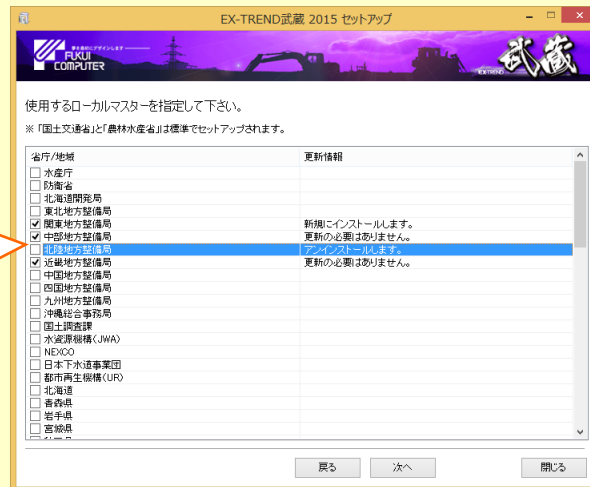 EX-TREND武蔵 2015 セットアップ
FUKUI
COMPUTER
EX-TREND 武蔵
使用するローカルマスターを指定して下さい。
※「国土交通省」と「農林水産省」は標準でセットアップされます。
省庁/地域 更新情報
水産庁
防衛省
北海道開発局
東北地方整備局
関東地方整備局 新規にインストールします。
中部地方整備局 更新の必要はありません。
北陸地方整備局 アンインストールします。
近畿地方整備局 更新の必要はありません。
中国地方整備局
四国地方整備局
九州地方整備局
沖縄総合事務局
国土調査課
水資源機構(JWA)
NEXCO
日本下水道事業団
都市再生機構(UR)
北海道
青森県
岩手県
宮城県
戻る 次へ 閉じる